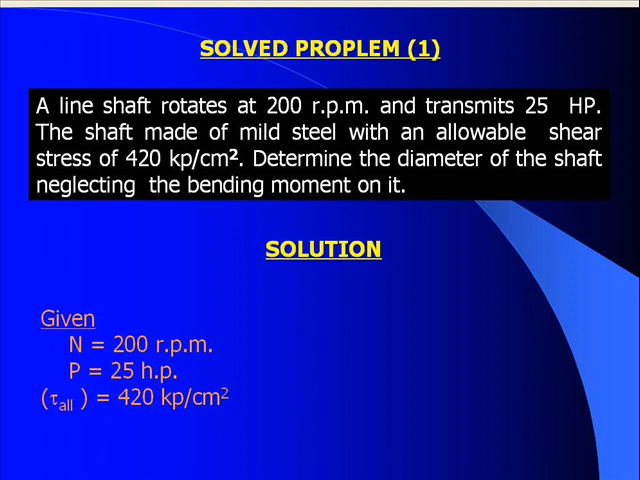 SOLVED PROPLEM (1)
A line shaft rotates at 200 r.p.m. and transmits 25 HP.
The shaft made of mild steel with an allowable shear
stress of 420 kp/cm². Determine the diameter of the shaft
neglecting the bending moment on it.
SOLUTION
Given
N = 200 r.p.m.
P = 25 h.p.
(τall ) = 420 kp/cm²